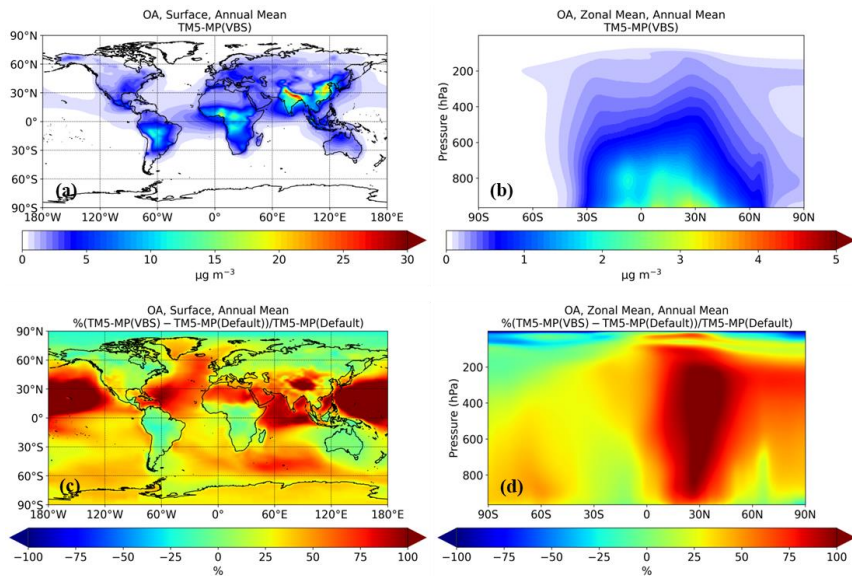 OA, Surface, Annual Mean
TM5-MP(VBS)
90°N
60°N
30°N
0°
30°S
60°S
90°S
(a)
180°W 120°W 60°W 0° 60°E 120°E 180°E
0 5 10 15 20 25 30
μg m⁻³
OA, Zonal Mean, Annual Mean
TM5-MP(VBS)
Pressure (hPa)
200
400
600
800
(b)
90S 60S 30S 0 30N 60N 90N
0 1 2 3 4 5
μg m⁻³
OA, Surface, Annual Mean
%(TM5-MP(VBS) − TM5-MP(Default))/TM5-MP(Default)
90°N
60°N
30°N
0°
30°S
60°S
90°S
(c)
180°W 120°W 60°W 0° 60°E 120°E 180°E
−100 −75 −50 −25 0 25 50 75 100
%
OA, Zonal Mean, Annual Mean
%(TM5-MP(VBS) − TM5-MP(Default))/TM5-MP(Default)
Pressure (hPa)
200
400
600
800
(d)
90S 60S 30S 0 30N 60N 90N
−100 −75 −50 −25 0 25 50 75 100
%